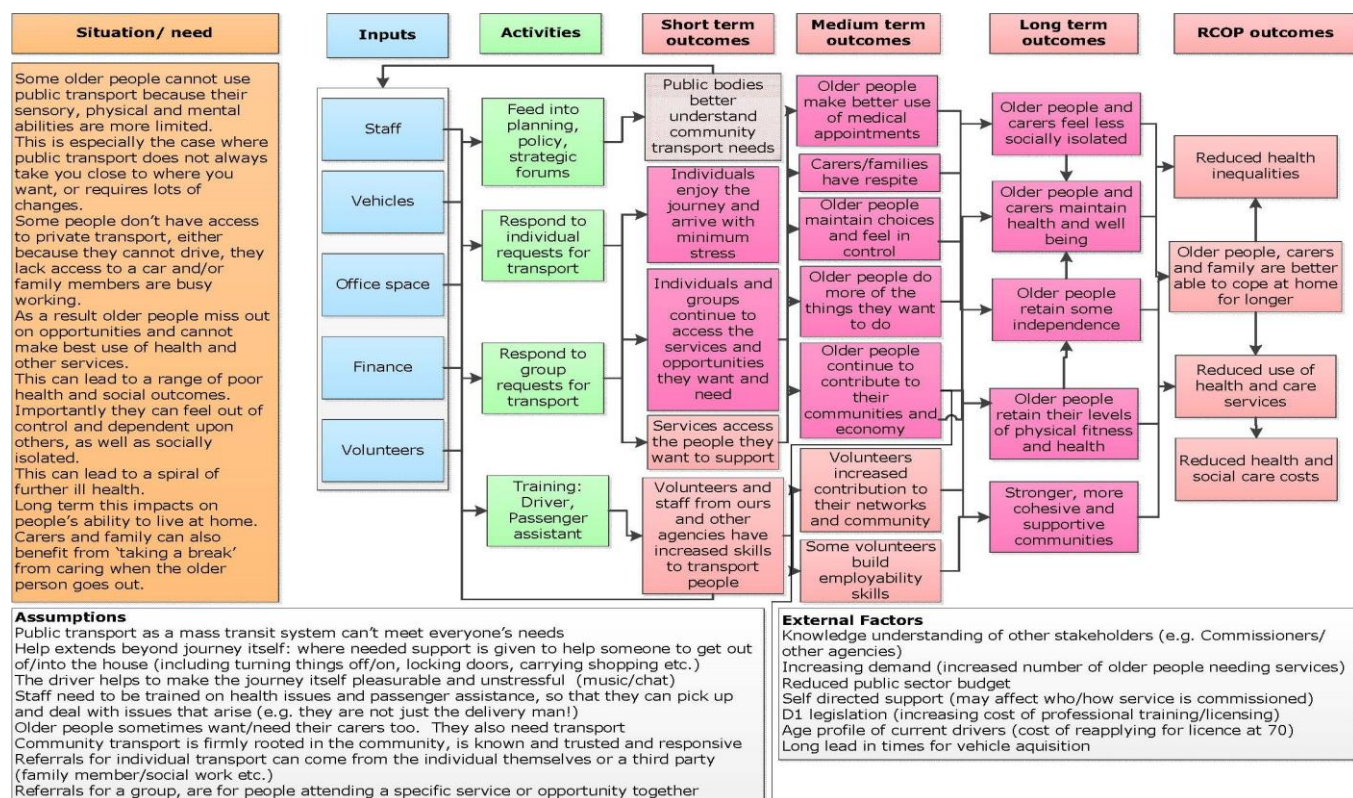 Situation/ need
Inputs
Activities
Short term
outcomes
Medium term
outcomes
Long term
outcomes
RCOP outcomes
Some older people cannot use
public transport because their
sensory, physical and mental
abilities are more limited.
This is especially the case where
public transport does not always
take you close to where you
want, or requires lots of
changes.
Some people don't have access
to private transport, either
because they cannot drive, they
lack access to a car and/or
family members are busy
working.
As a result older people miss out
on opportunities and cannot
make best use of health and
other services.
This can lead to a range of poor
health and social outcomes.
Importantly they can feel out of
control and dependent upon
others, as well as socially
isolated.
This can lead to a spiral of
further ill health.
Long term this impacts on
people's ability to live at home.
Carers and family can also
benefit from 'taking a break'
from caring when the older
person goes out.
Staff
Vehicles
Office space
Finance
Volunteers
Feed into
planning,
policy,
strategic
forums
Respond to
individual
requests for
transport
Respond to
group
requests for
transport
Training:
Driver,
Passenger
assistant
Public bodies
better
understand
community
transport needs
Individuals
enjoy the
journey and
arrive with
minimum
stress
Individuals and
groups
continue to
access the
services and
opportunities
they want and
need
Services access
the people they
want to support
Volunteers and
staff from ours
and other
agencies have
increased skills
to transport
people
Older people
make better use
of medical
appointments
Carers/families
have respite
Older people
maintain choices
and feel in
control
Older people do
more of the
things they want
to do
Older people
continue to
contribute to
their
communities and
economy
Volunteers
increased
contribution to
their networks
and community
Some volunteers
build
employability
skills
Older people and
carers feel less
socially isolated
Older people and
carers maintain
health and well
being
Older people
retain some
independence
Older people
retain their levels
of physical fitness
and health
Stronger, more
cohesive and
supportive
communities
Reduced health
inequalities
Older people, carers
and family are better
able to cope at home
for longer
Reduced use of
health and care
services
Reduced health and
social care costs
Assumptions
Public transport as a mass transit system can't meet everyone's needs
Help extends beyond journey itself: where needed support is given to help someone to get out
of/into the house (including turning things off/on, locking doors, carrying shopping etc.)
The driver helps to make the journey itself pleasurable and unstressful (music/chat)
Staff need to be trained on health issues and passenger assistance, so that they can pick up
and deal with issues that arise (e.g. they are not just the delivery man!)
Older people sometimes want/need their carers too. They also need transport
Community transport is firmly rooted in the community, is known and trusted and responsive
Referrals for individual transport can come from the individual themselves or a third party
(family member/social work etc.)
Referrals for a group, are for people attending a specific service or opportunity together
External Factors
Knowledge understanding of other stakeholders (e.g. Commissioners/
other agencies)
Increasing demand (increased number of older people needing services)
Reduced public sector budget
Self directed support (may affect who/how service is commissioned)
D1 legislation (increasing cost of professional training/licensing)
Age profile of current drivers (cost of reapplying for licence at 70)
Long lead in times for vehicle aquisition